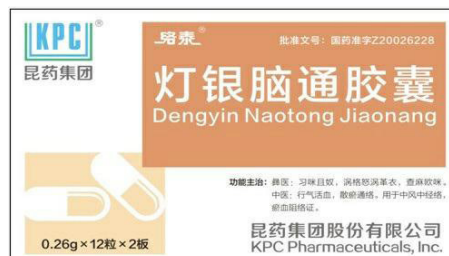 KPC®
昆药集团
络泰® 批准文号：国药准字Z20026228
灯银脑通胶囊
Dengyin Naotong Jiaonang
功能主治：彝医：习咪且奴，涡格怒涡革衣，查麻欧咪。
中医：行气活血，散瘀通络，用于中风中经络，
瘀血阻络证。
0.26g×12粒×2板
昆药集团股份有限公司
KPC Pharmaceuticals, Inc.